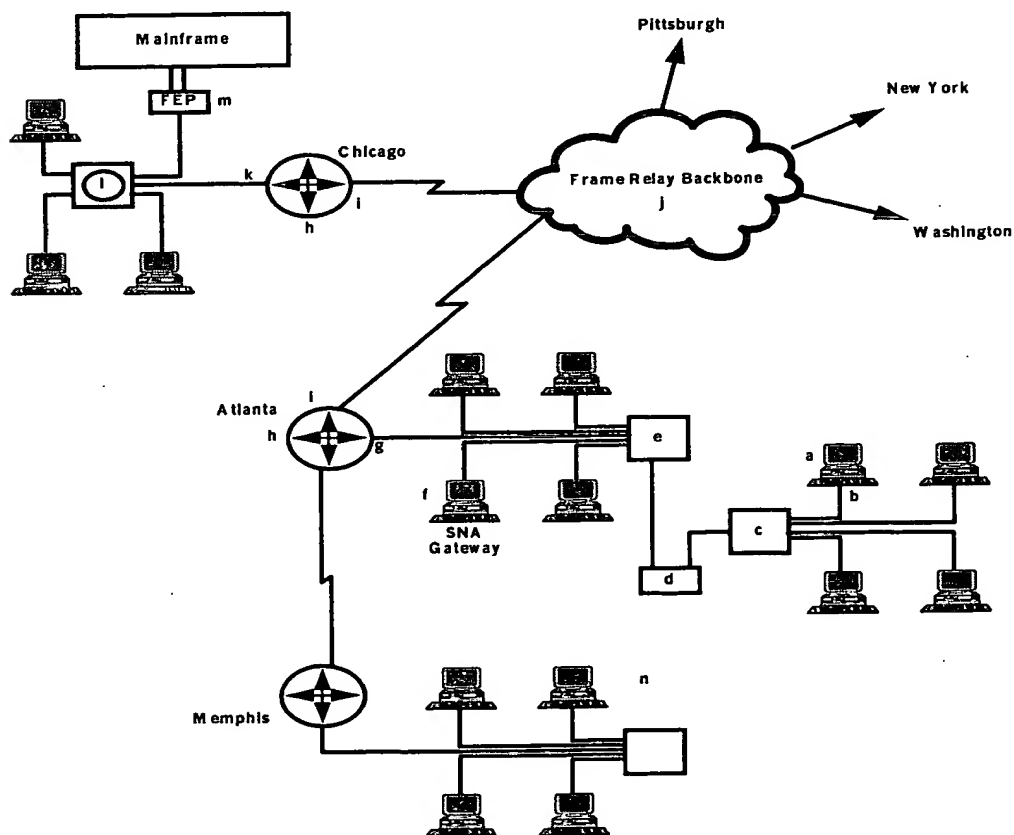 Pittsburgh
Mainframe
New York
FEP m
Chicago
Frame Relay Backbone
l
k
i
j
h
Washington
i
Atlanta
h
g
e
a
f
b
SNA
Gateway
c
d
n
Memphis